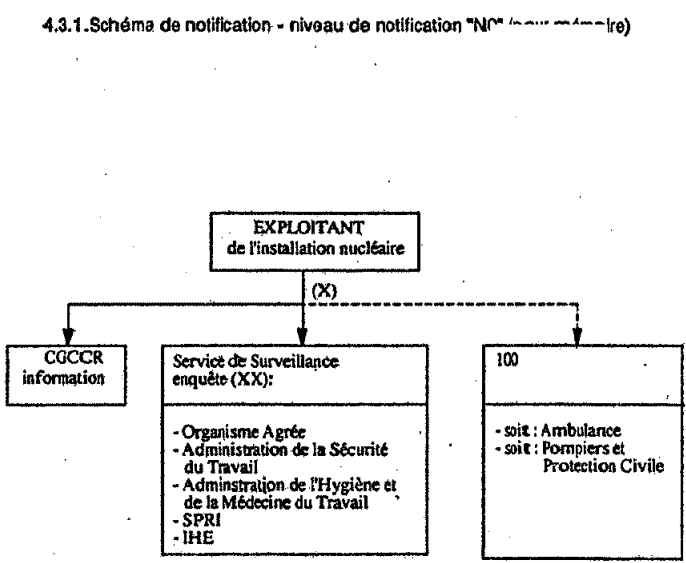 4.3.1.Schéma de notification - niveau de notification
EXPLOITANT
de l'installation nucléaire
(X)
CGCCR
information
Service de Surveillance
enquête (XX):
- Organisme Agrée
- Administration de la Sécurité
du Travail
- Adminstration de l'Hygiène et
de la Médecine du Travail
- SPRI
- IHE
100
- soit : Ambulance
- soit : Pompiers et
Protection Civile